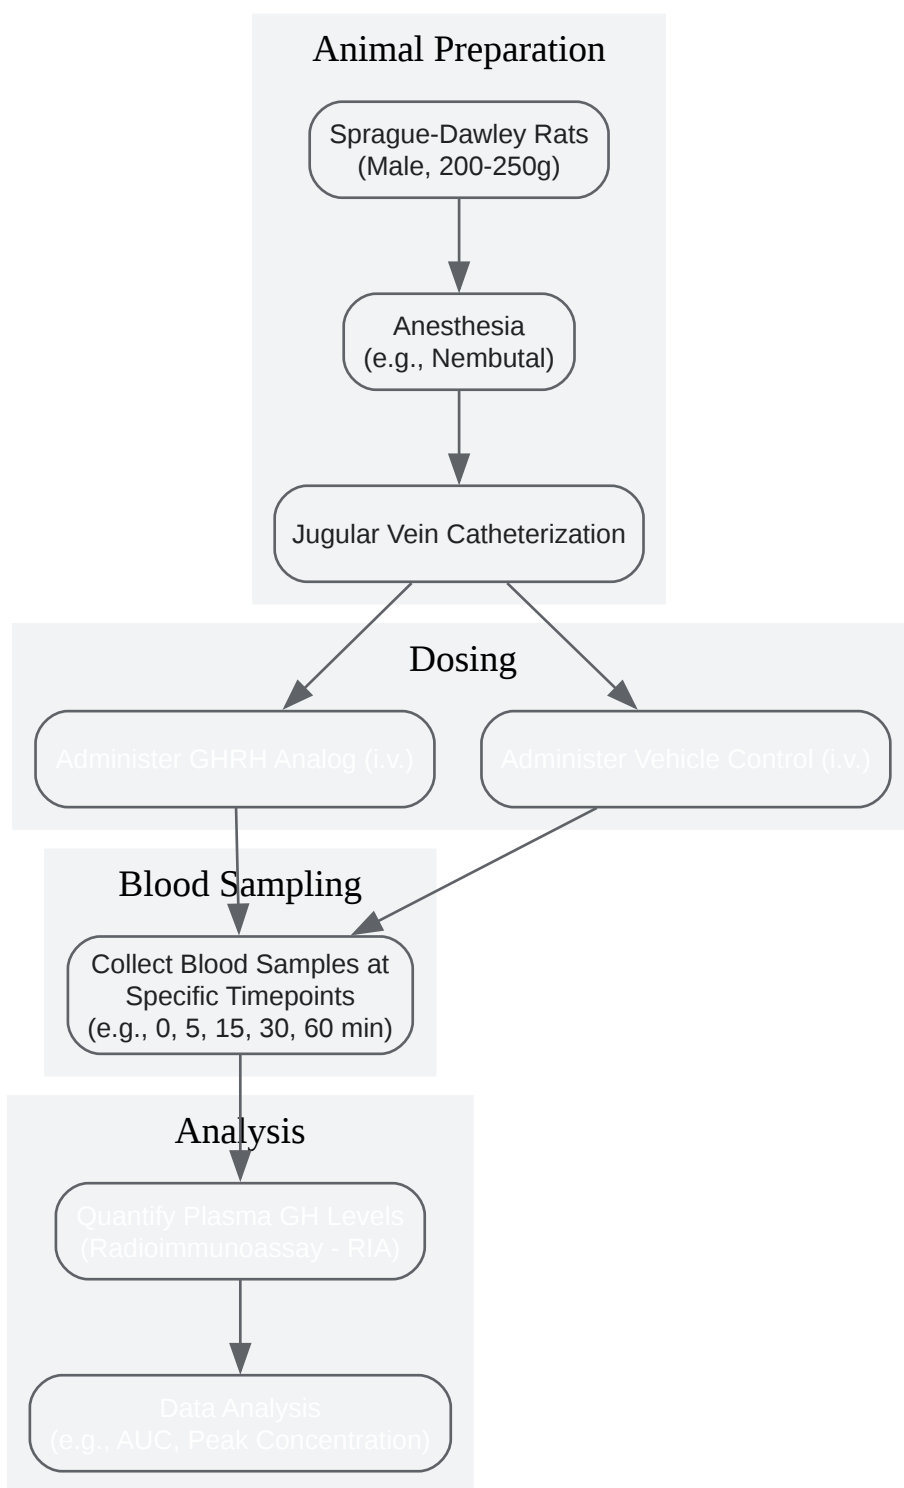 Animal Preparation
Sprague-Dawley Rats
(Male, 200-250g)
Anesthesia
(e.g., Nembutal)
Jugular Vein Catheterization
Dosing
Administer GHRH Analog (i.v.)
Administer Vehicle Control (i.v.)
Blood Sampling
Collect Blood Samples at
Specific Timepoints
(e.g., 0, 5, 15, 30, 60 min)
Analysis
Quantify Plasma GH Levels
(Radioimmunoassay - RIA)
Data Analysis
(e.g., AUC, Peak Concentration)